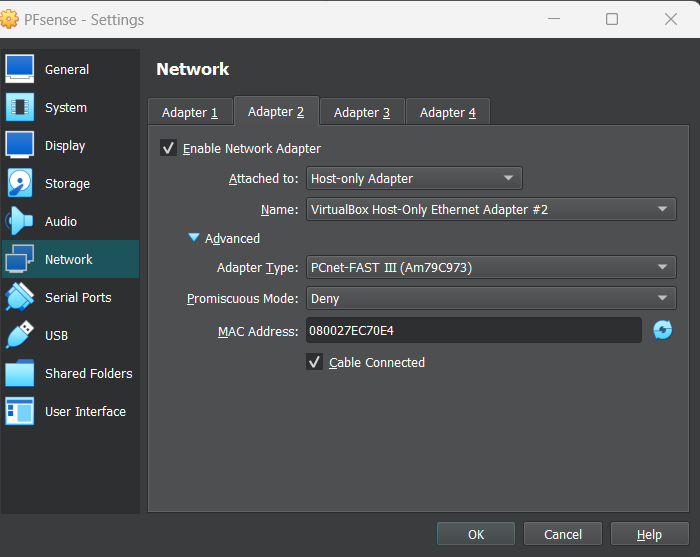 PFsense - Settings
General
System
Display
Storage
Audio
Network
Serial Ports
USB
Shared Folders
User Interface
Network
Adapter 1
Adapter 2
Adapter 3
Adapter 4
Enable Network Adapter
Attached to: Host-only Adapter
Name: VirtualBox Host-Only Ethernet Adapter #2
Advanced
Adapter Type: PCnet-FAST III (Am79C973)
Promiscuous Mode: Deny
MAC Address: 080027EC70E4
Cable Connected
OK
Cancel
Help